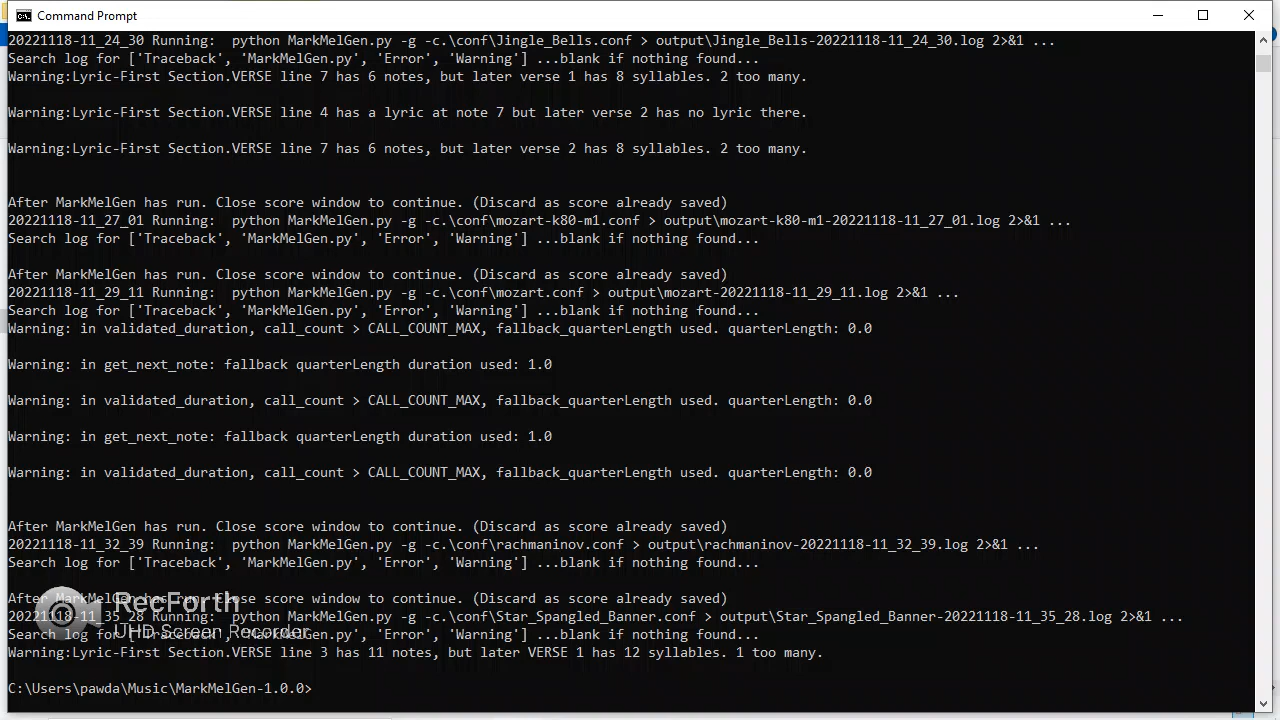 Command Prompt
20221118-11_24_30 Running:  python MarkMelGen.py -g -c.\conf\Jingle_Bells.conf > output\Jingle_Bells-20221118-11_24_30.log 2>&1 ...
Search log for ['Traceback', 'MarkMelGen.py', 'Error', 'Warning'] ...blank if nothing found...
Warning:Lyric-First Section.VERSE line 7 has 6 notes, but later verse 1 has 8 syllables. 2 too many.
Warning:Lyric-First Section.VERSE line 4 has a lyric at note 7 but later verse 2 has no lyric there.
Warning:Lyric-First Section.VERSE line 7 has 6 notes, but later verse 2 has 8 syllables. 2 too many.
After MarkMelGen has run. Close score window to continue. (Discard as score already saved)
20221118-11_27_01 Running:  python MarkMelGen.py -g -c.\conf\mozart-k80-m1.conf > output\mozart-k80-m1-20221118-11_27_01.log 2>&1 ...
Search log for ['Traceback', 'MarkMelGen.py', 'Error', 'Warning'] ...blank if nothing found...
After MarkMelGen has run. Close score window to continue. (Discard as score already saved)
20221118-11_29_11 Running:  python MarkMelGen.py -g -c.\conf\mozart.conf > output\mozart-20221118-11_29_11.log 2>&1 ...
Search log for ['Traceback', 'MarkMelGen.py', 'Error', 'Warning'] ...blank if nothing found...
Warning: in validated_duration, call_count > CALL_COUNT_MAX, fallback_quarterLength used. quarterLength: 0.0
Warning: in get_next_note: fallback quarterLength duration used: 1.0
Warning: in validated_duration, call_count > CALL_COUNT_MAX, fallback_quarterLength used. quarterLength: 0.0
Warning: in get_next_note: fallback quarterLength duration used: 1.0
Warning: in validated_duration, call_count > CALL_COUNT_MAX, fallback_quarterLength used. quarterLength: 0.0
After MarkMelGen has run. Close score window to continue. (Discard as score already saved)
20221118-11_32_39 Running:  python MarkMelGen.py -g -c.\conf\rachmaninov.conf > output\rachmaninov-20221118-11_32_39.log 2>&1 ...
Search log for ['Traceback', 'MarkMelGen.py', 'Error', 'Warning'] ...blank if nothing found...
After MarkMelGen has run. Close score window to continue. (Discard as score already saved)
RecForth
20221118-11_35_28 Running:  python MarkMelGen.py -g -c.\conf\Star_Spangled_Banner.conf > output\Star_Spangled_Banner-20221118-11_35_28.log 2>&1 ...
UHD Screen Recorder
Search log for ['Traceback', 'MarkMelGen.py', 'Error', 'Warning'] ...blank if nothing found...
Warning:Lyric-First Section.VERSE line 3 has 11 notes, but later VERSE 1 has 12 syllables. 1 too many.
C:\Users\pawda\Music\MarkMelGen-1.0.0>